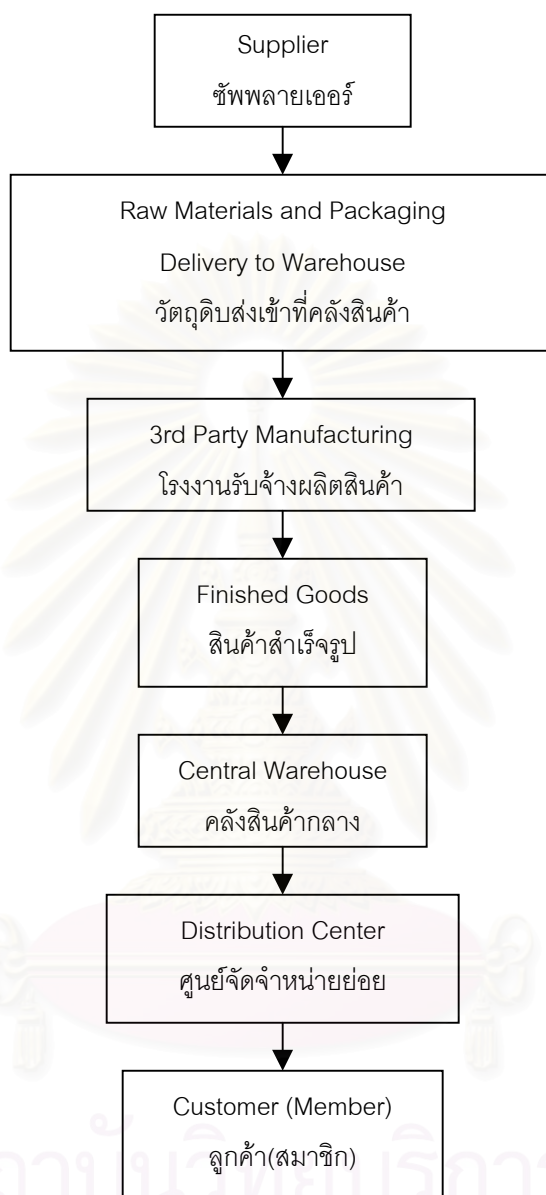 Supplier
ซัพพลายเออร์
Raw Materials and Packaging
Delivery to Warehouse
วัตถุดิบส่งเข้าที่คลังสินค้า
3rd Party Manufacturing
โรงงานรับจ้างผลิตสินค้า
Finished Goods
สินค้าสำเร็จรูป
Central Warehouse
คลังสินค้ากลาง
Distribution Center
ศูนย์จัดจำหน่ายย่อย
Customer (Member)
ลูกค้า(สมาชิก)